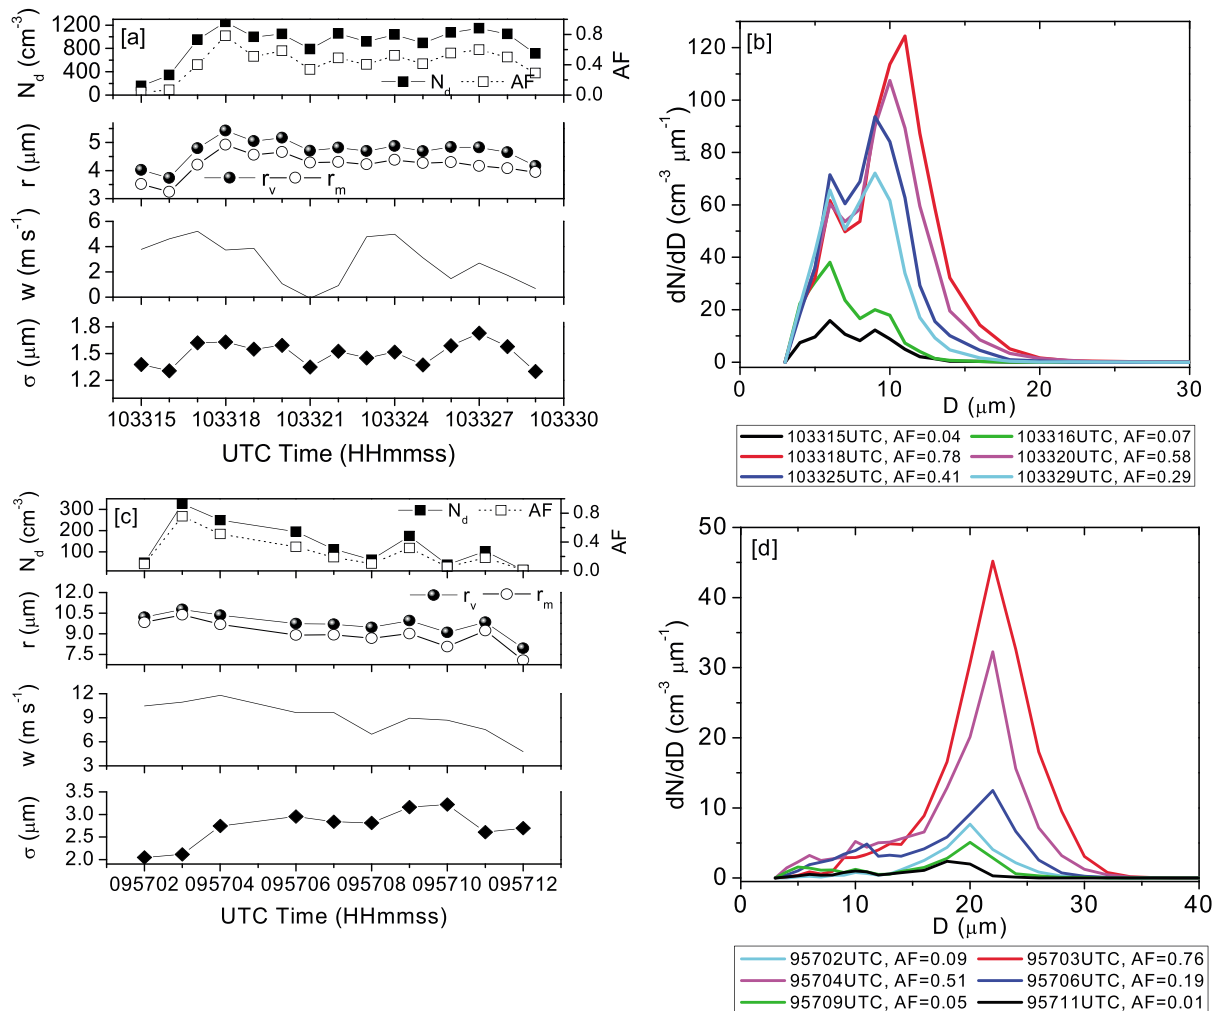 [a]
N_d (cm⁻³)
1200
800
400
0
0.8
0.4
0.0
AF
N_d AF
r (μm)
5
4
3
r_v r_m
w (m s⁻¹)
6
4
2
0
σ (μm)
1.8
1.5
1.2
103315 103318 103321 103324 103327 103330
UTC Time (HHmmss)
[b]
dN/dD (cm⁻³ μm⁻¹)
120
100
80
60
40
20
0
0 10 20 30
D (μm)
103315UTC, AF=0.04 103316UTC, AF=0.07
103318UTC, AF=0.78 103320UTC, AF=0.58
103325UTC, AF=0.41 103329UTC, AF=0.29
[c]
N_d (cm⁻³)
300
200
100
0.8
0.4
0.0
AF
N_d AF
r (μm)
12.0
10.5
9.0
7.5
r_v r_m
w (m s⁻¹)
12
9
6
3
σ (μm)
3.5
3.0
2.5
2.0
095702 095704 095706 095708 095710 095712
UTC Time (HHmmss)
[d]
dN/dD (cm⁻³ μm⁻¹)
50
40
30
20
10
0
0 10 20 30 40
D (μm)
95702UTC, AF=0.09 95703UTC, AF=0.76
95704UTC, AF=0.51 95706UTC, AF=0.19
95709UTC, AF=0.05 95711UTC, AF=0.01